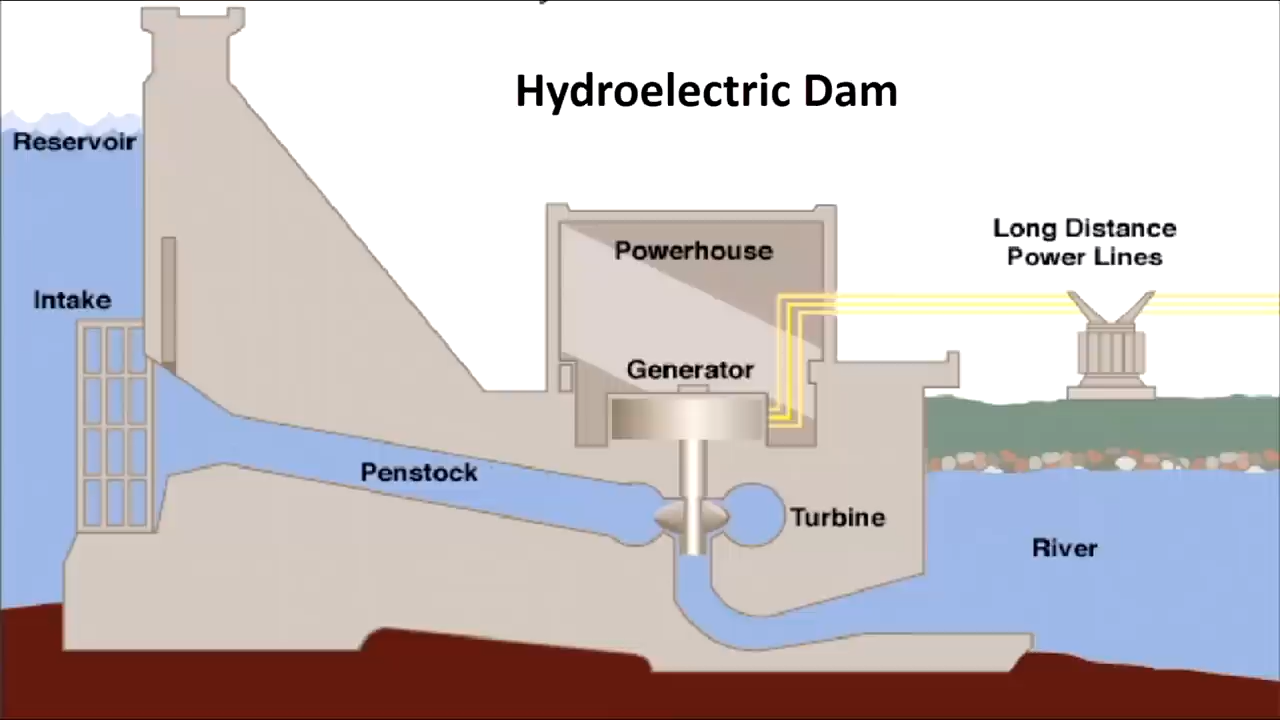 Hydroelectric Dam
Reservoir
Intake
Powerhouse
Long Distance
Power Lines
Generator
Penstock
Turbine
River